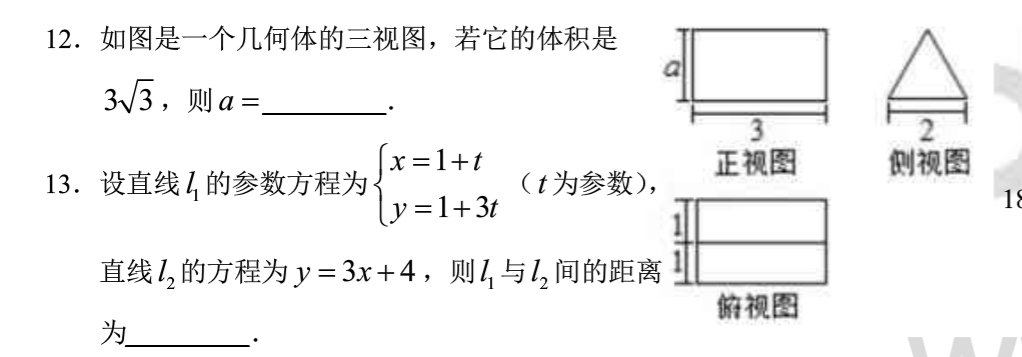 12．如图是一个几何体的三视图，若它的体积是
3√3，则 a =________．
13．设直线 l₁ 的参数方程为 { x = 1 + t
y = 1 + 3t （t 为参数），
直线 l₂ 的方程为 y = 3x + 4，则 l₁ 与 l₂ 间的距离
为________．
a
3
正视图
2
侧视图
1
1
俯视图
18